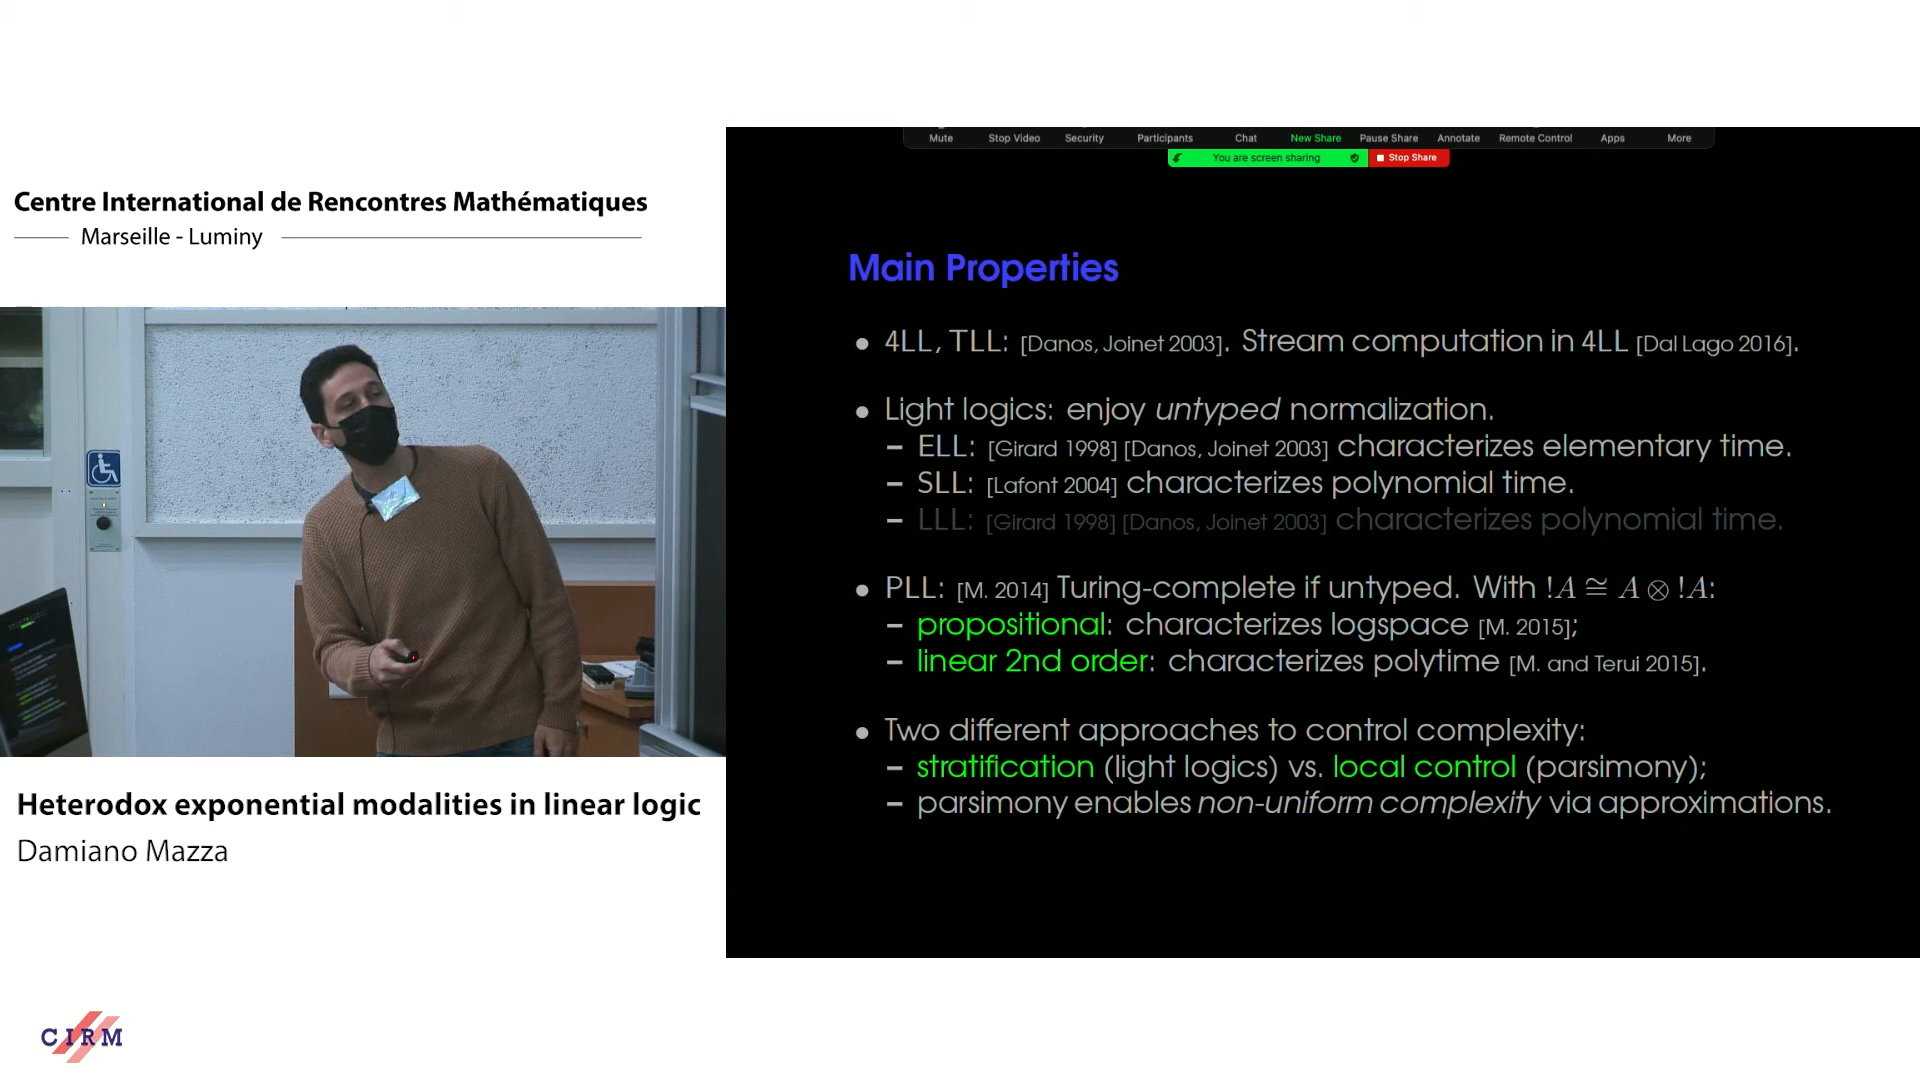 Centre International de Rencontres Mathématiques
Marseille - Luminy
Heterodox exponential modalities in linear logic
Damiano Mazza
CIRM
Mute Stop Video Security Participants Chat New Share Pause Share Annotate Remote Control Apps More
You are screen sharing Stop Share
Main Properties
• 4LL, TLL: [Danos, Joinet 2003]. Stream computation in 4LL [Dal Lago 2016].
• Light logics: enjoy untyped normalization.
– ELL: [Girard 1998] [Danos, Joinet 2003] characterizes elementary time.
– SLL: [Lafont 2004] characterizes polynomial time.
– LLL: [Girard 1998] [Danos, Joinet 2003] characterizes polynomial time.
• PLL: [M. 2014] Turing-complete if untyped. With !A ≅ A ⊗ !A:
– propositional: characterizes logspace [M. 2015];
– linear 2nd order: characterizes polytime [M. and Terui 2015].
• Two different approaches to control complexity:
– stratification (light logics) vs. local control (parsimony);
– parsimony enables non-uniform complexity via approximations.